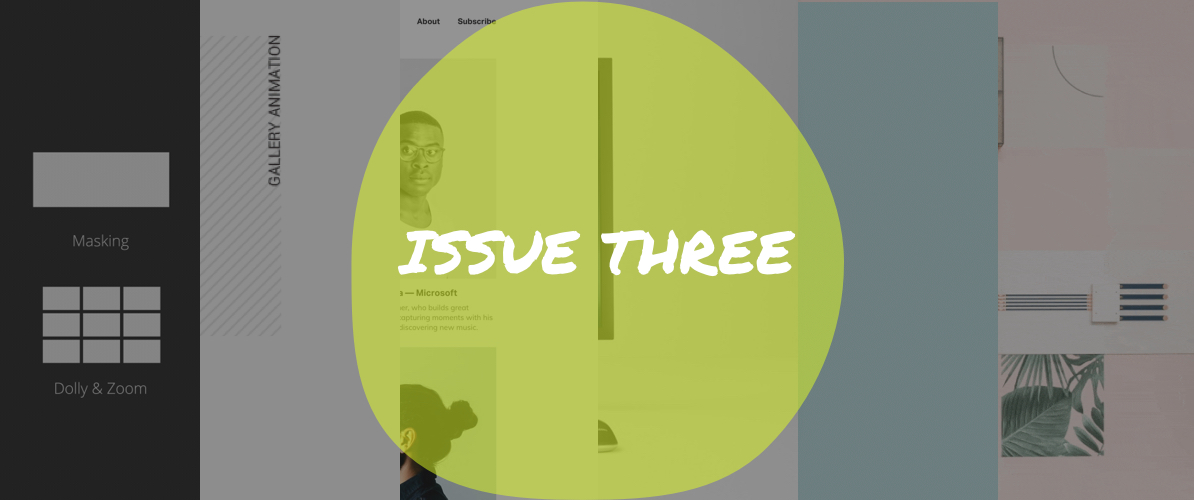 Masking
Dolly & Zoom
GALLERY ANIMATION
About Subscribe
ISSUE THREE
a — Microsoft
who builds great
capturing moments with his
discovering new music.